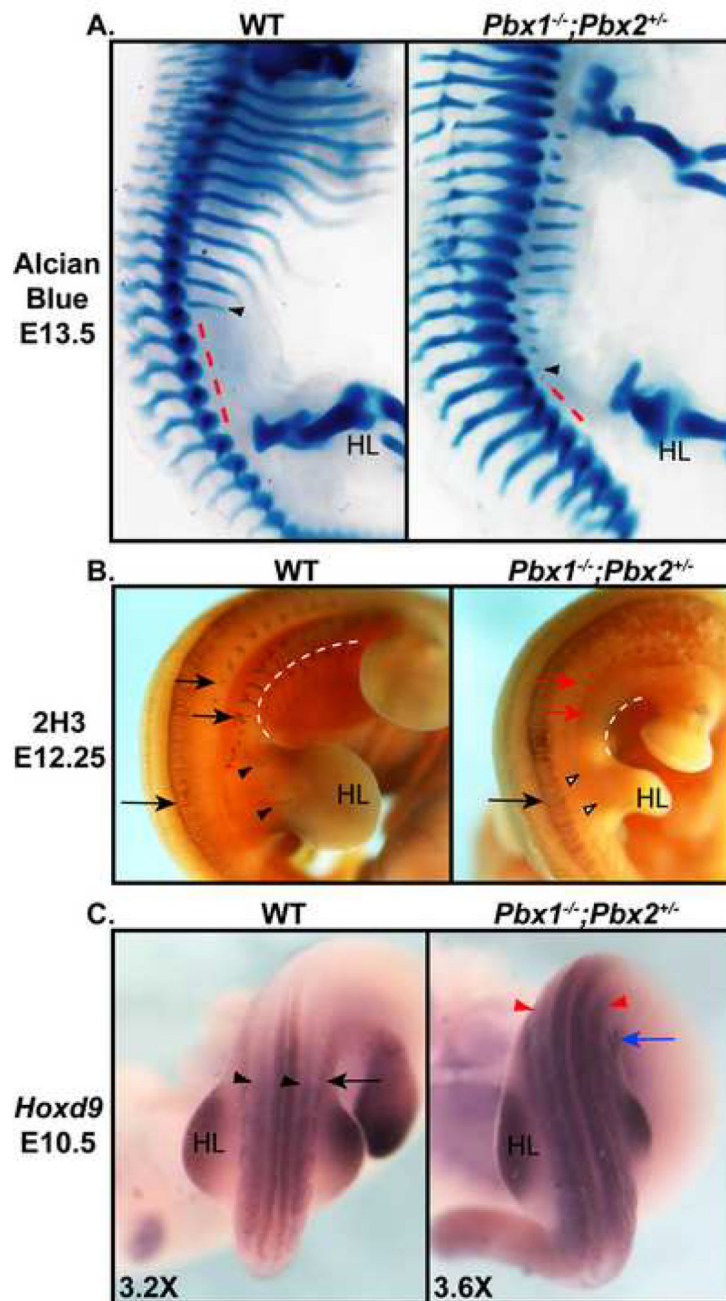 A. WT Pbx1-/-;Pbx2+/-
Alcian
Blue
E13.5
HL HL
B. WT Pbx1-/-;Pbx2+/-
2H3
E12.25
HL HL
C. WT Pbx1-/-;Pbx2+/-
Hoxd9
E10.5
HL HL
3.2X 3.6X